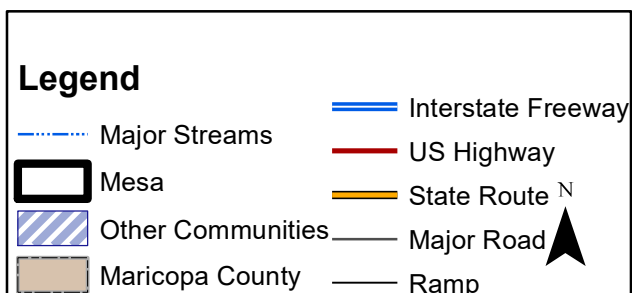 Legend
Major Streams
Mesa
Other Communities
Maricopa County
Interstate Freeway
US Highway
State Route
Major Road
Ramp
N